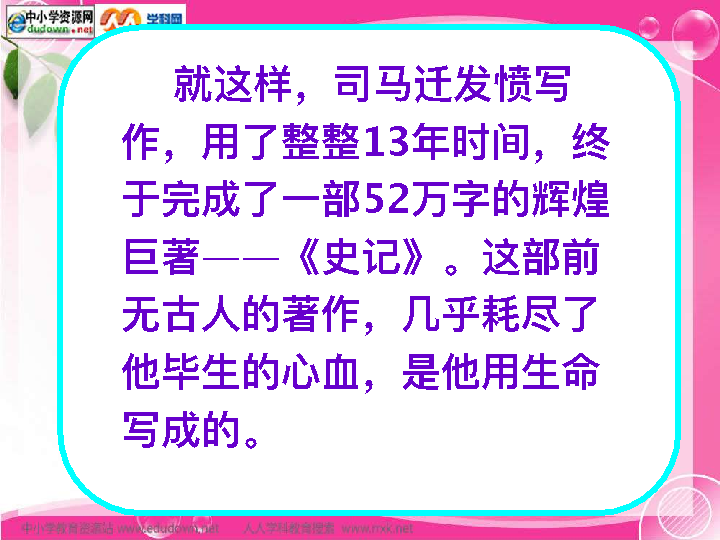 中小学资源网
edudown.net
学科网
就这样，司马迁发愤写
作，用了整整13年时间，终
于完成了一部52万字的辉煌
巨著——《史记》。这部前
无古人的著作，几乎耗尽了
他毕生的心血，是他用生命
写成的。
中小学教育资源站 www.edudown.net 人人学科教育搜索 www.rrxk.net